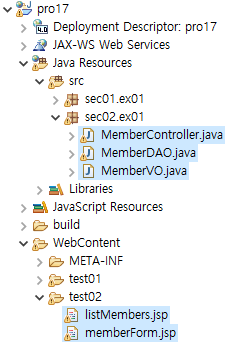 pro17
Deployment Descriptor: pro17
JAX-WS Web Services
Java Resources
src
sec01.ex01
sec02.ex01
MemberController.java
MemberDAO.java
MemberVO.java
Libraries
JavaScript Resources
build
WebContent
META-INF
test01
test02
listMembers.jsp
memberForm.jsp